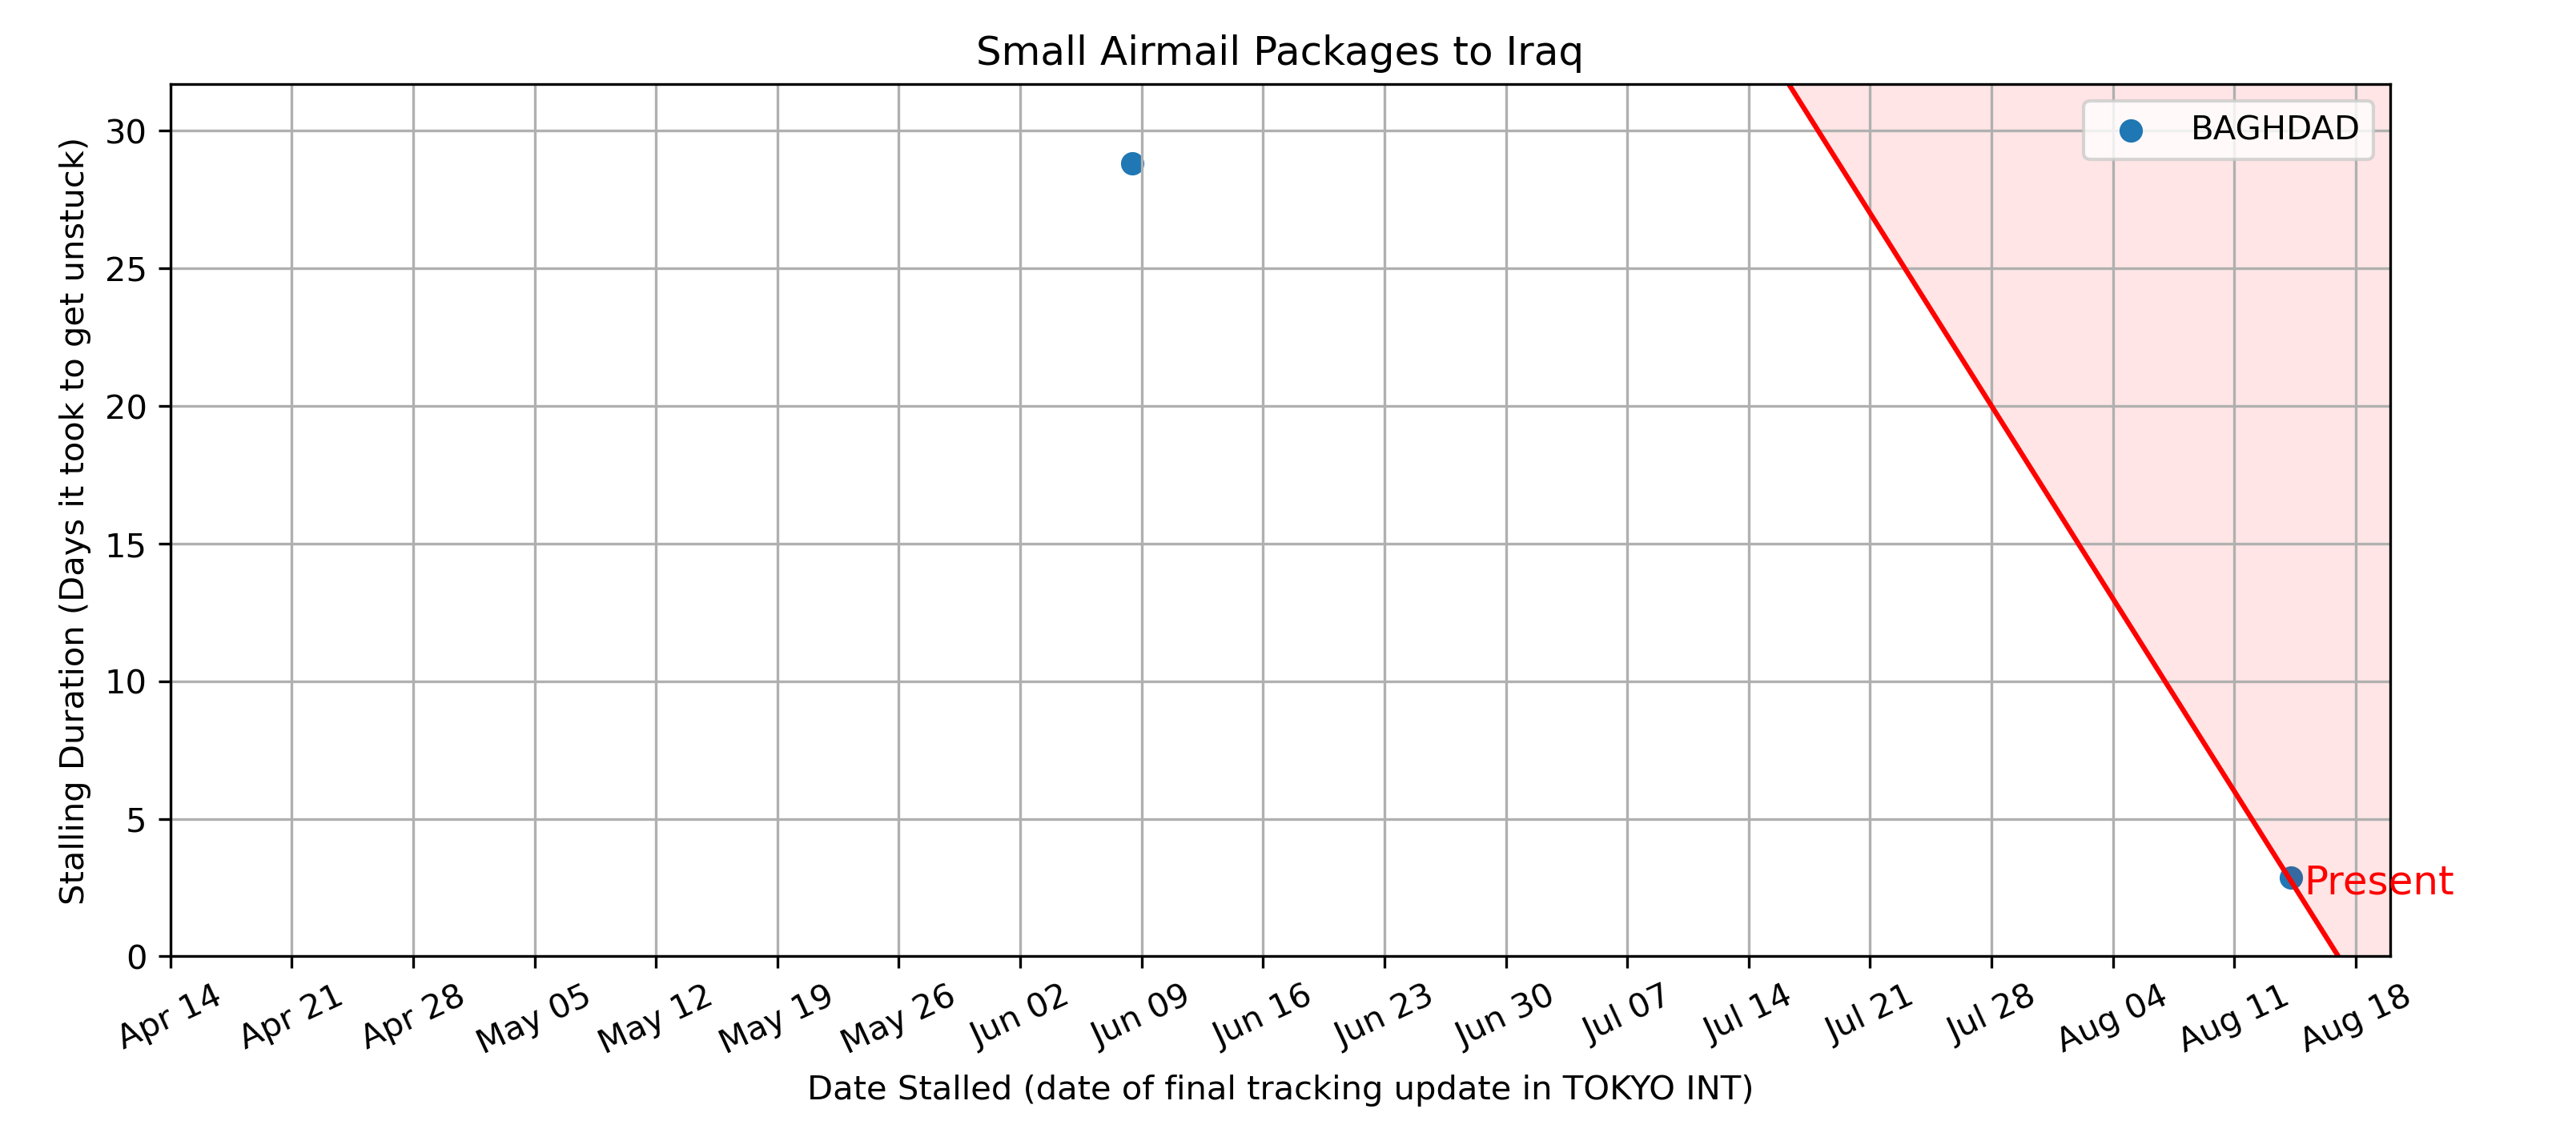 Small Airmail Packages to Iraq
BAGHDAD
Stalling Duration (Days it took to get unstuck)
30
25
20
15
10
5
0
Present
Apr 14
Apr 21
Apr 28
May 05
May 12
May 19
May 26
Jun 02
Jun 09
Jun 16
Jun 23
Jun 30
Jul 07
Jul 14
Jul 21
Jul 28
Aug 04
Aug 11
Aug 18
Date Stalled (date of final tracking update in TOKYO INT)